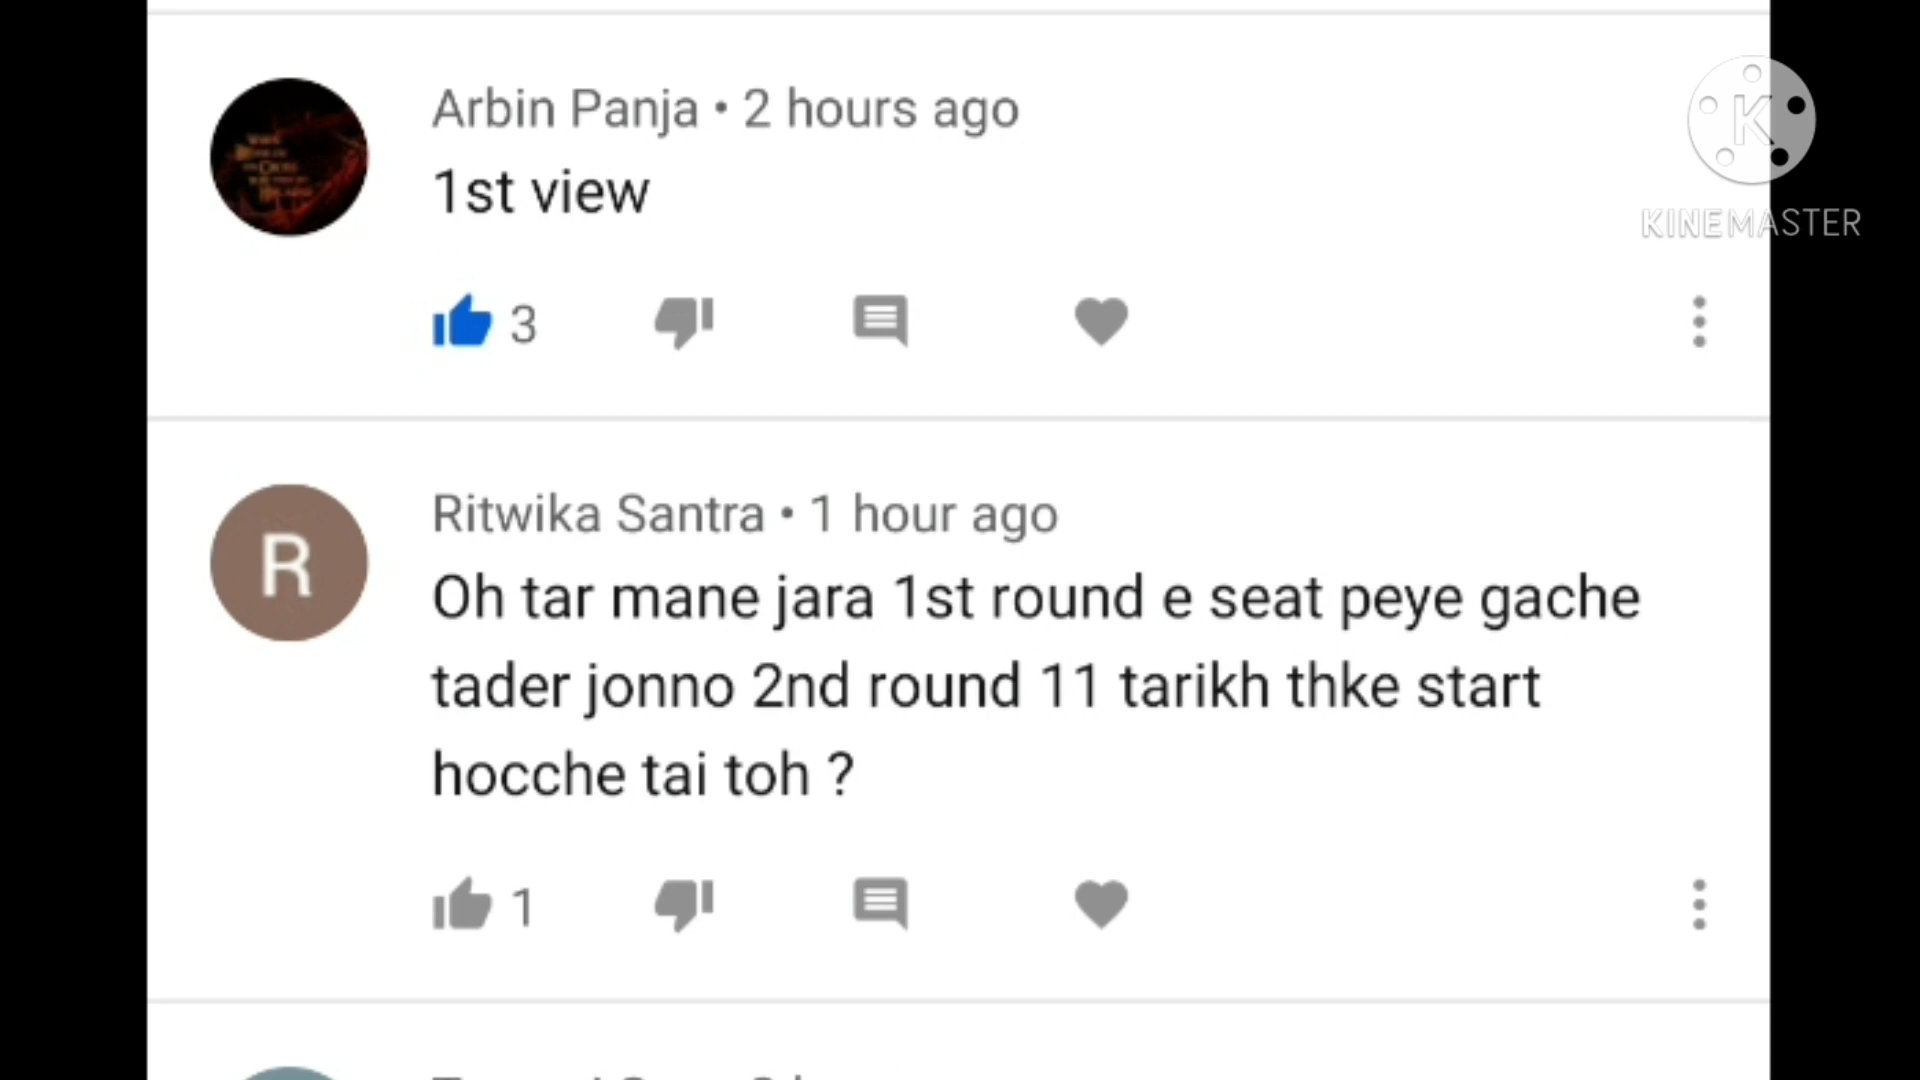 Arbin Panja • 2 hours ago
1st view
3
K
KINEMASTER
R
Ritwika Santra • 1 hour ago
Oh tar mane jara 1st round e seat peye gache
tader jonno 2nd round 11 tarikh thke start
hocche tai toh ?
1